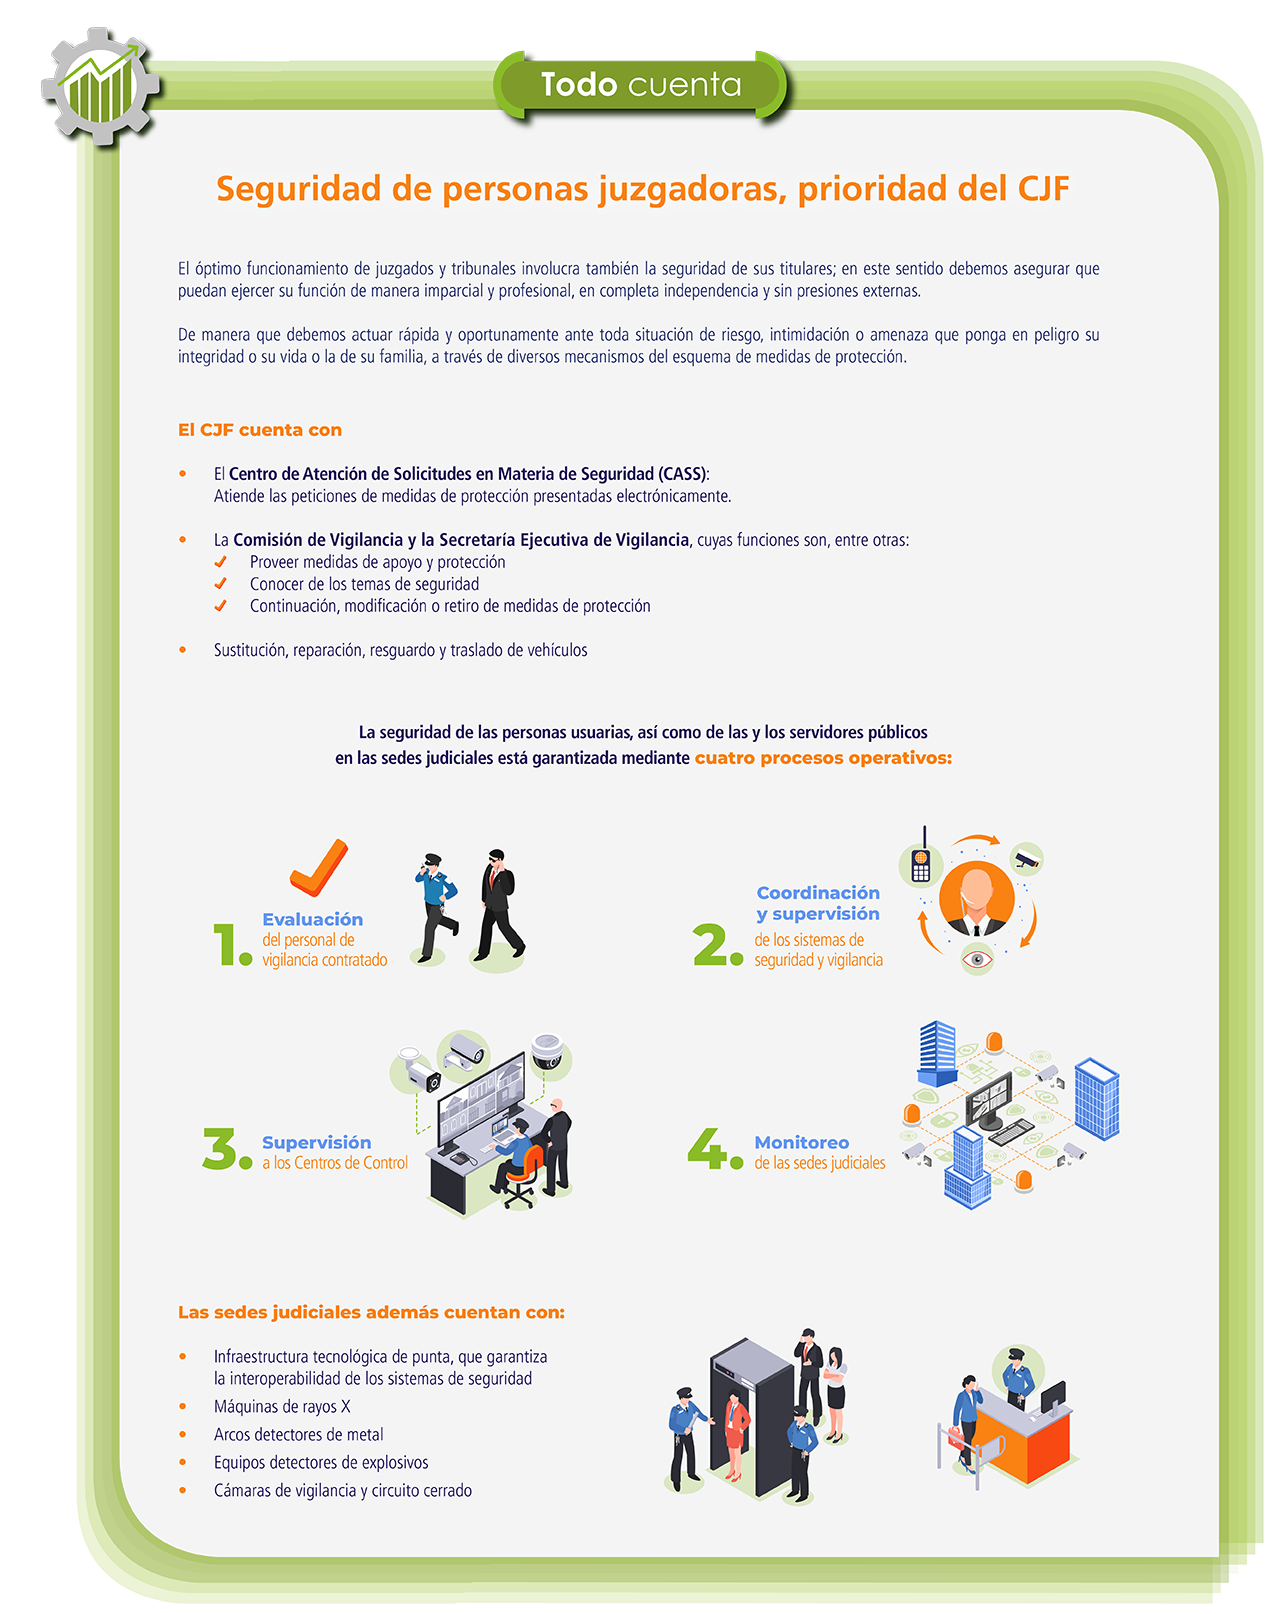 Todo cuenta
Seguridad de personas juzgadoras, prioridad del CJF
El óptimo funcionamiento de juzgados y tribunales involucra también la seguridad de sus titulares; en este sentido debemos asegurar que
puedan ejercer su función de manera imparcial y profesional, en completa independencia y sin presiones externas.
De manera que debemos actuar rápida y oportunamente ante toda situación de riesgo, intimidación o amenaza que ponga en peligro su
integridad o su vida o la de su familia, a través de diversos mecanismos del esquema de medidas de protección.
El CJF cuenta con
• El Centro de Atención de Solicitudes en Materia de Seguridad (CASS):
Atiende las peticiones de medidas de protección presentadas electrónicamente.
• La Comisión de Vigilancia y la Secretaría Ejecutiva de Vigilancia, cuyas funciones son, entre otras:
✓ Proveer medidas de apoyo y protección
✓ Conocer de los temas de seguridad
✓ Continuación, modificación o retiro de medidas de protección
• Sustitución, reparación, resguardo y traslado de vehículos
La seguridad de las personas usuarias, así como de las y los servidores públicos
en las sedes judiciales está garantizada mediante cuatro procesos operativos:
1. Evaluación
del personal de
vigilancia contratado
2. Coordinación
y supervisión
de los sistemas de
seguridad y vigilancia
3. Supervisión
a los Centros de Control
4. Monitoreo
de las sedes judiciales
Las sedes judiciales además cuentan con:
• Infraestructura tecnológica de punta, que garantiza
la interoperabilidad de los sistemas de seguridad
• Máquinas de rayos X
• Arcos detectores de metal
• Equipos detectores de explosivos
• Cámaras de vigilancia y circuito cerrado